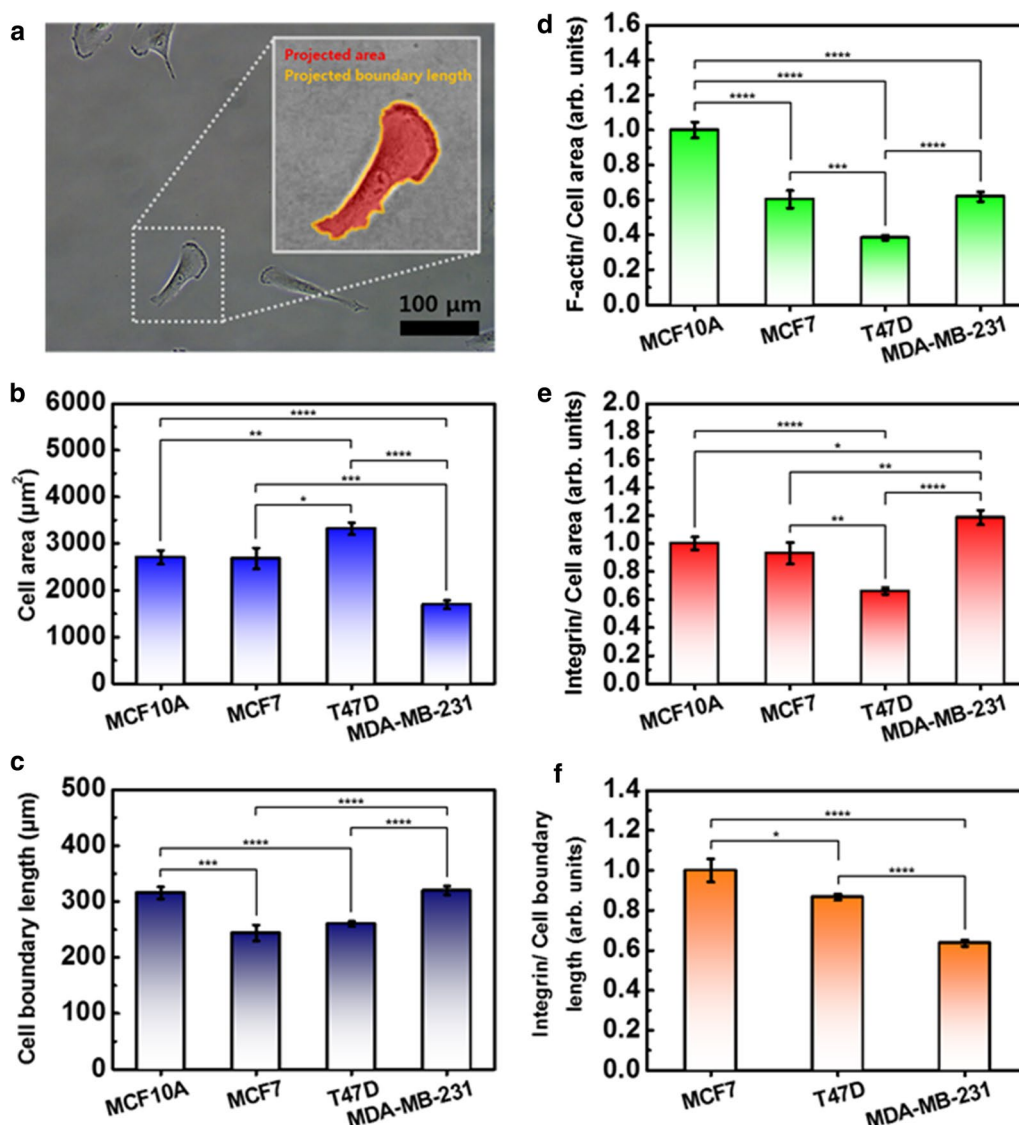 a
Projected area
Projected boundary length
100 μm
b
Cell area (μm²)
6000
5000
4000
3000
2000
1000
0
****
**
****
***
*
MCF10A
MCF7
T47D
MDA-MB-231
c
Cell boundary length (μm)
500
400
300
200
100
0
****
****
****
***
MCF10A
MCF7
T47D
MDA-MB-231
d
F-actin/ Cell area (arb. units)
1.6
1.4
1.2
1.0
0.8
0.6
0.4
0.2
0.0
****
****
****
****
***
MCF10A
MCF7
T47D
MDA-MB-231
e
Integrin/ Cell area (arb. units)
2.0
1.8
1.6
1.4
1.2
1.0
0.8
0.6
0.4
0.2
0.0
****
*
**
****
**
MCF10A
MCF7
T47D
MDA-MB-231
f
Integrin/ Cell boundary
length (arb. units)
1.4
1.2
1.0
0.8
0.6
0.4
0.2
0.0
****
*
****
MCF7
T47D
MDA-MB-231